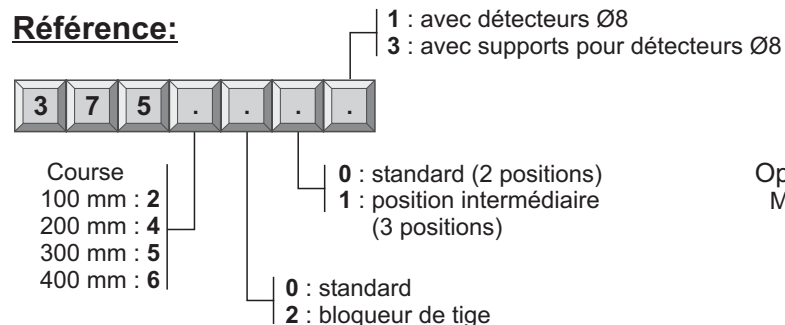 Référence:
1 : avec détecteurs Ø8
3 : avec supports pour détecteurs Ø8
3 7 5 . . . .
Course
100 mm : 2
200 mm : 4
300 mm : 5
400 mm : 6
0 : standard (2 positions)
1 : position intermédiaire
(3 positions)
0 : standard
2 : bloqueur de tige
Op
M